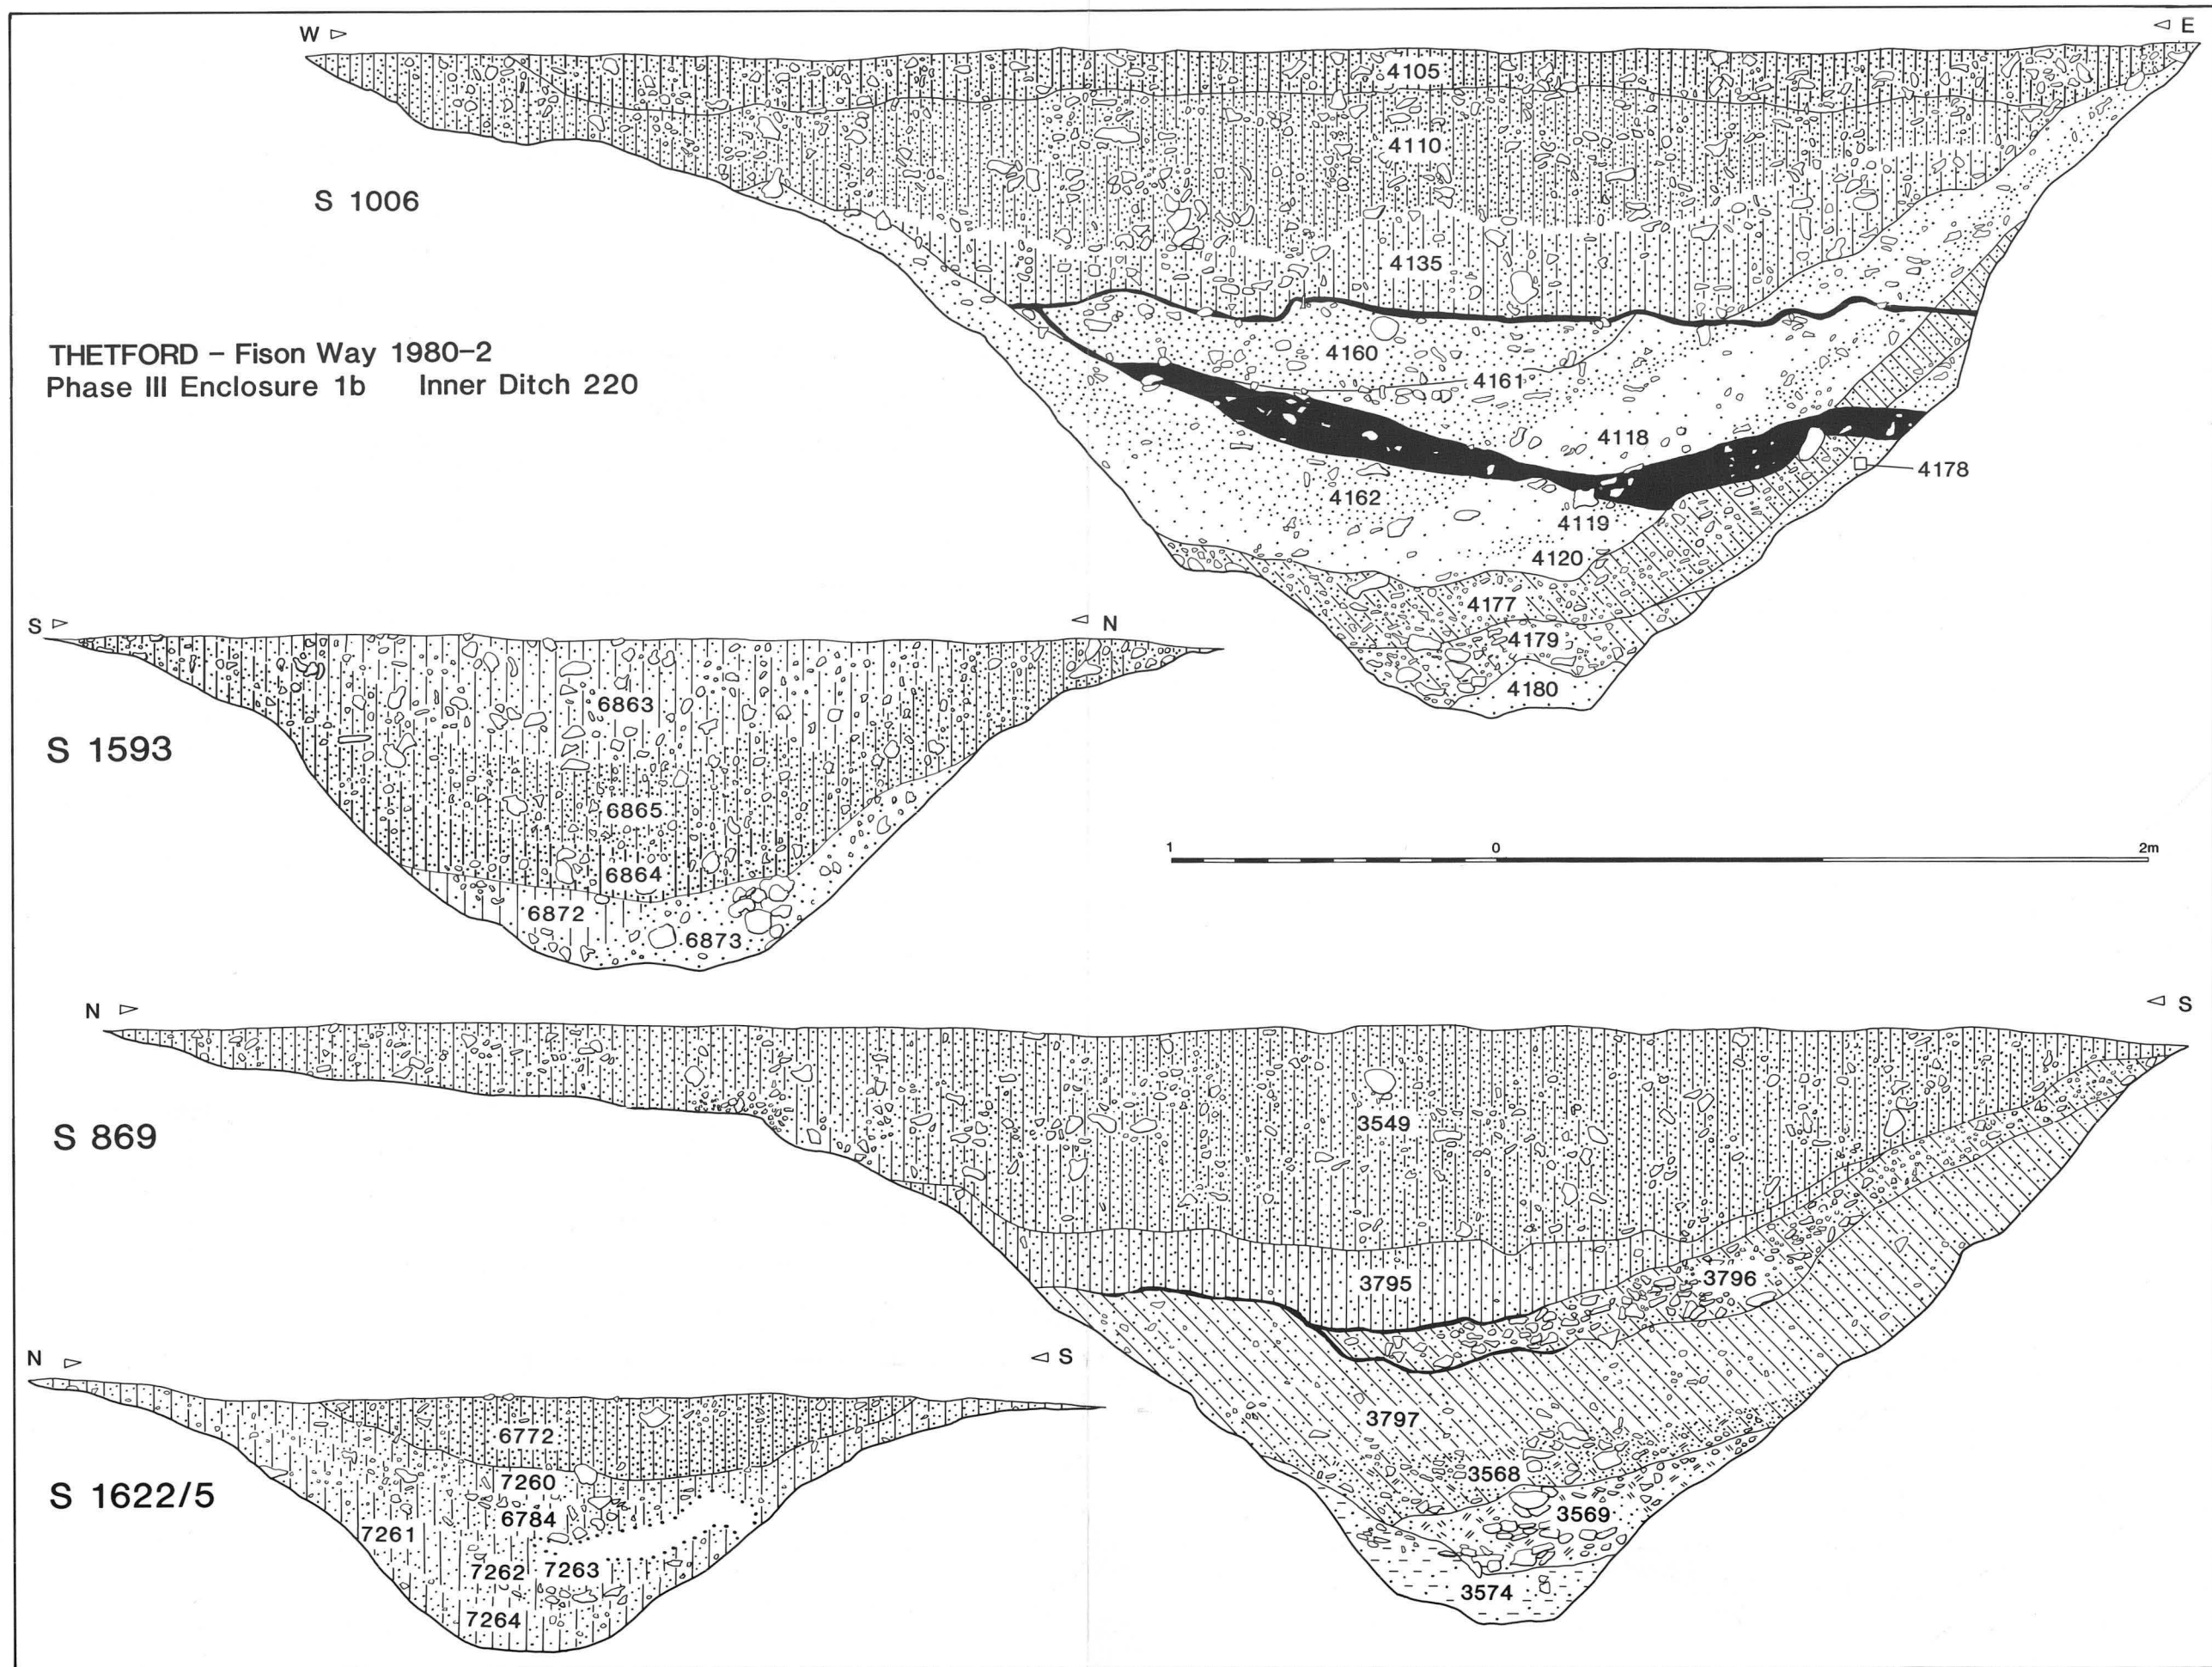 W E
4105
4110
S 1006
4135
THETFORD – Fison Way 1980–2
Phase III Enclosure 1b Inner Ditch 220
4160
4161
4118
4178
4162
4119
4120
4177
4179
4180
S N
6863
S 1593
6865
6864
6872
6873
1 0 2m
N S
S 869
3549
3795
3796
3797
3568
3569
3574
N S
6772
7260
S 1622/5
6784
7261
7262 7263
7264